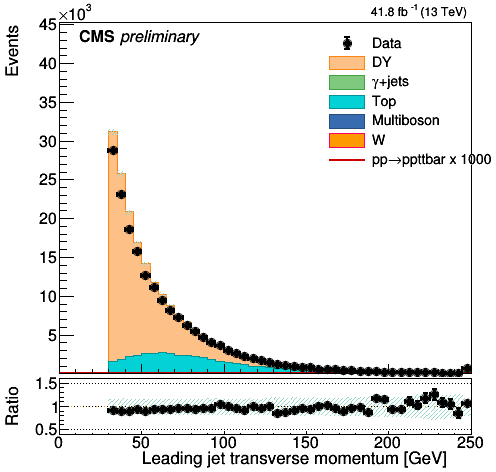 ×10³
41.8 fb⁻¹ (13 TeV)
CMS preliminary
Events
45
40
35
30
25
20
15
10
5
Data
DY
γ+jets
Top
Multiboson
W
pp→ppttbar x 1000
Ratio
1.5
1
0.5
0 50 100 150 200 250
Leading jet transverse momentum [GeV]